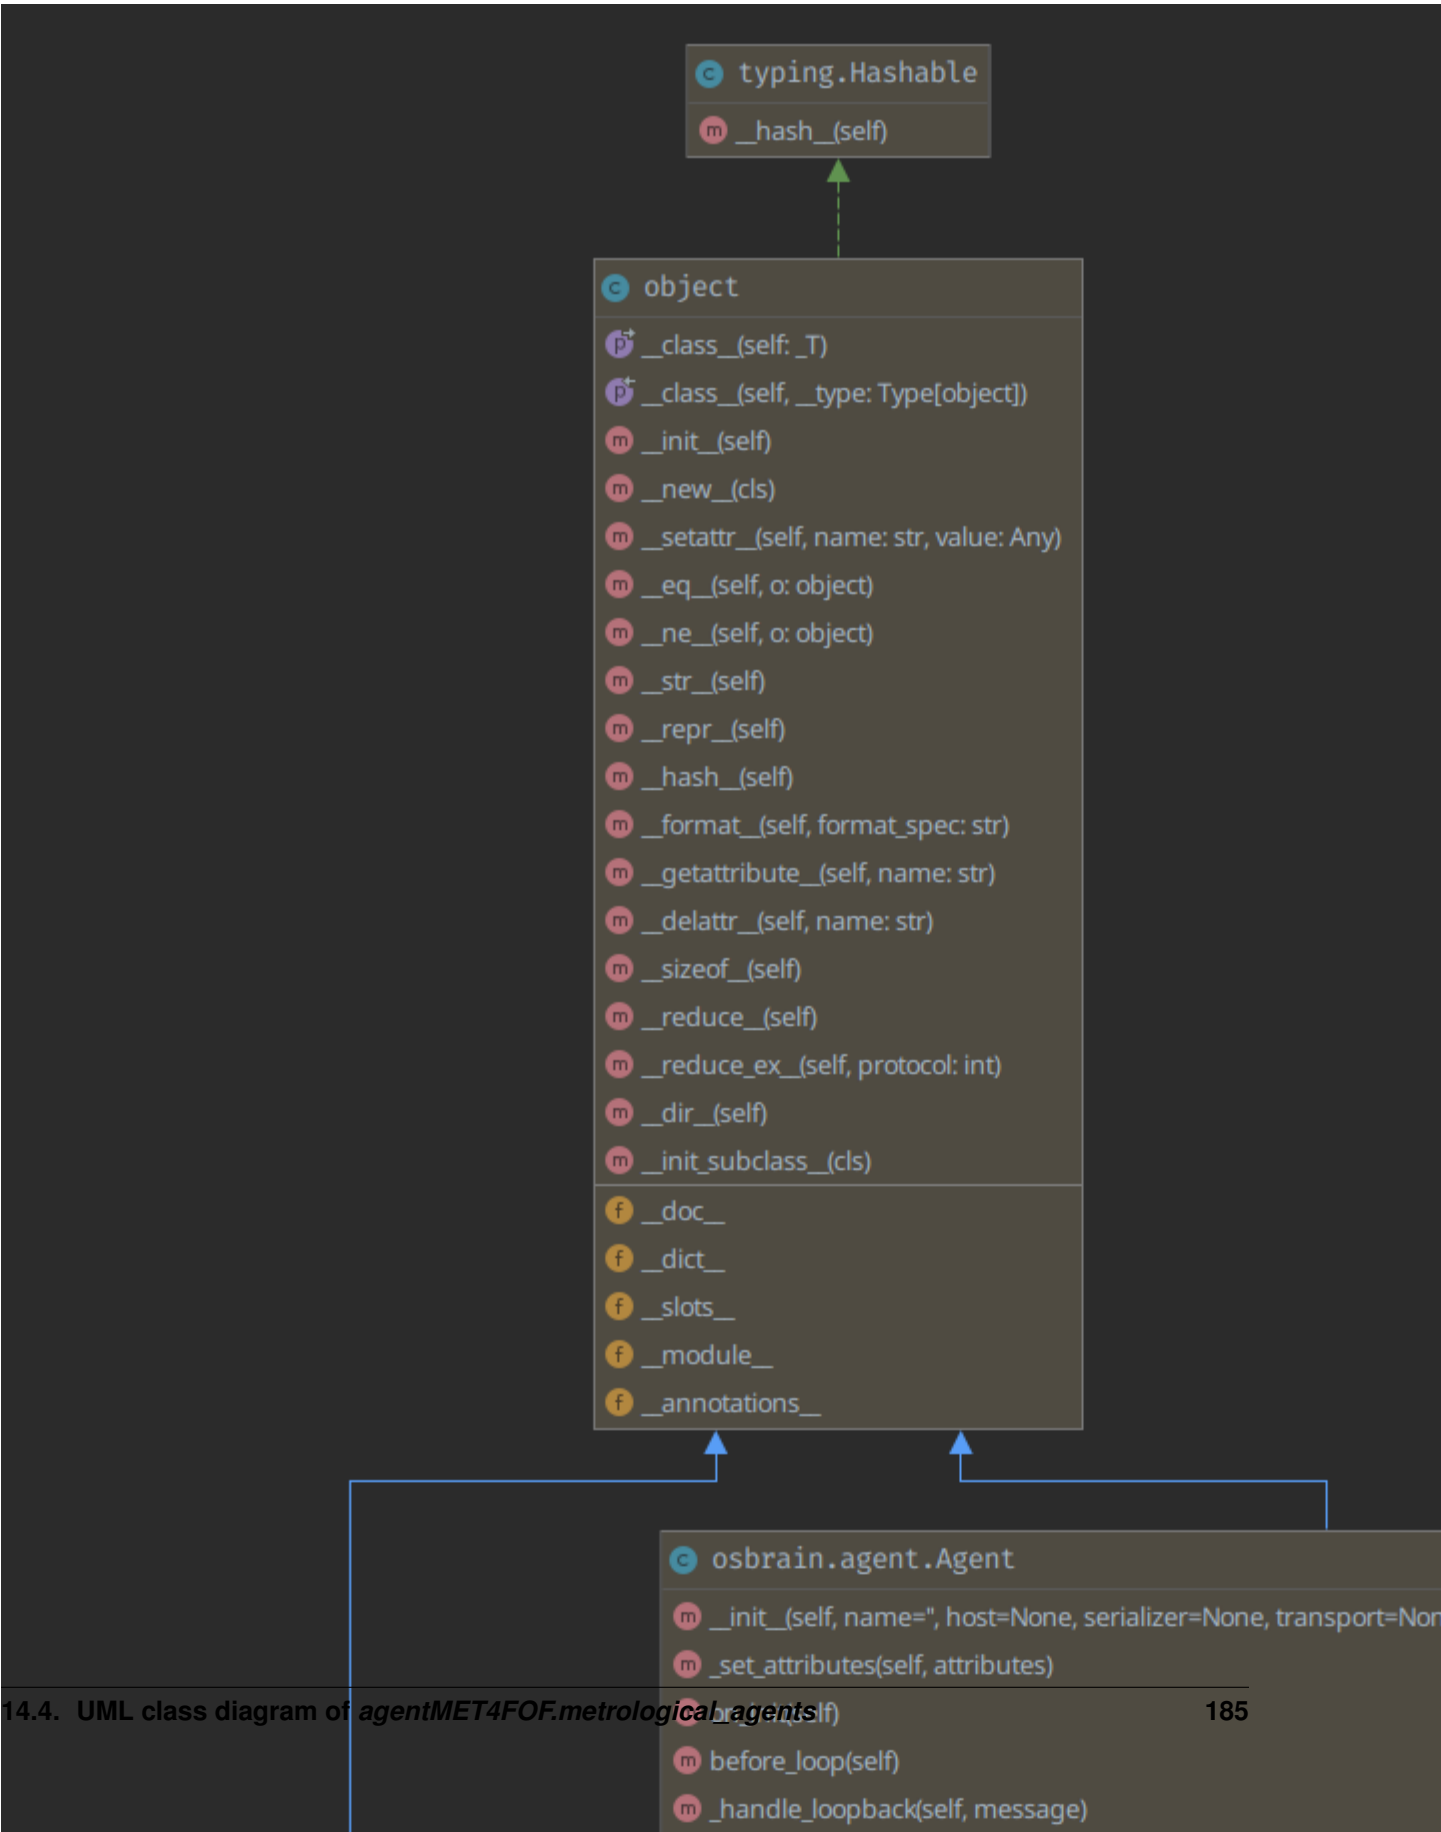 typing.Hashable
__hash__(self)
object
__class__(self: _T)
__class__(self, __type: Type[object])
__init__(self)
__new__(cls)
__setattr__(self, name: str, value: Any)
__eq__(self, o: object)
__ne__(self, o: object)
__str__(self)
__repr__(self)
__hash__(self)
__format__(self, format_spec: str)
__getattribute__(self, name: str)
__delattr__(self, name: str)
__sizeof__(self)
__reduce__(self)
__reduce_ex__(self, protocol: int)
__dir__(self)
__init_subclass__(cls)
__doc__
__dict__
__slots__
__module__
__annotations__
osbrain.agent.Agent
__init__(self, name='', host=None, serializer=None, transport=Non
_set_attributes(self, attributes)
14.4. UML class diagram of agentMET4FOF.metrological_agents 185
on_init(self)
before_loop(self)
_handle_loopback(self, message)